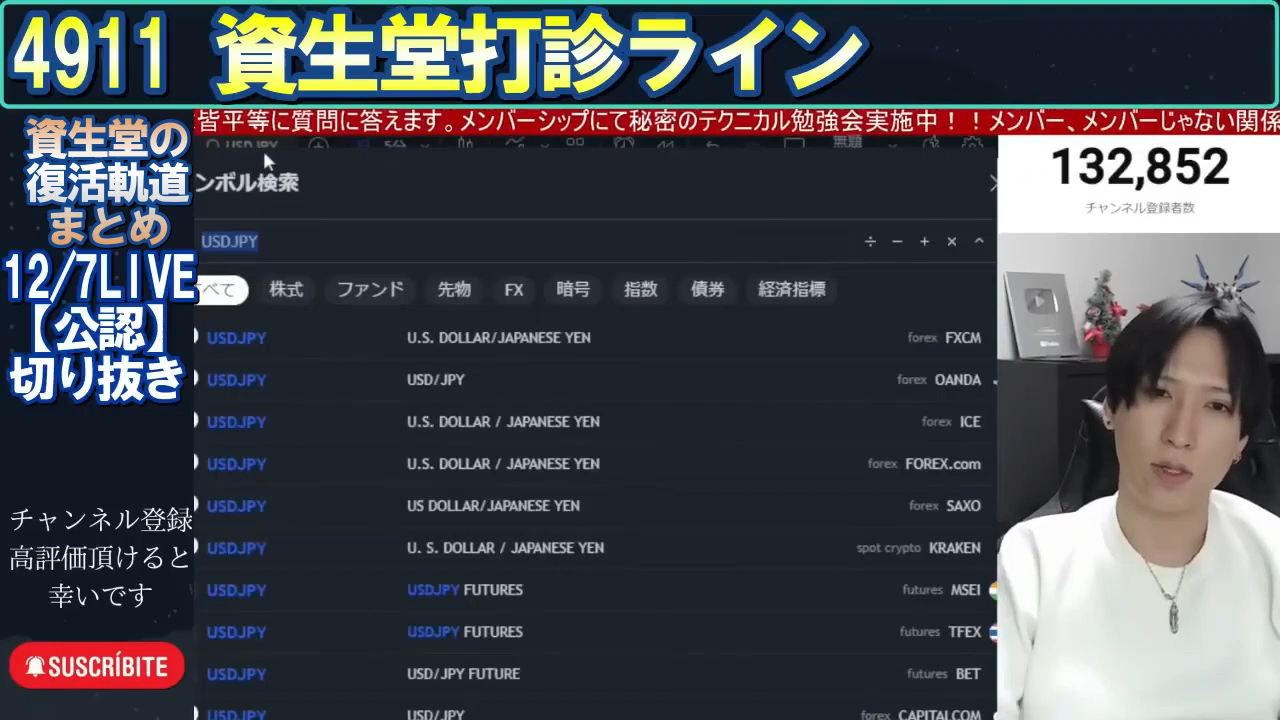 4911 資生堂打診ライン
皆平等に質問に答えます。メンバーシップにて秘密のテクニカル勉強会実施中！！メンバー、メンバーじゃない関係
資生堂の
復活軌道
まとめ
12/7LIVE
【公認】
切り抜き
チャンネル登録
高評価頂けると
幸いです
SUSCRÍBITE
USDJPY 5分 無題
ンボル検索
USDJPY
÷ − + × ^
べて 株式 ファンド 先物 FX 暗号 指数 債券 経済指標
USDJPY U.S. DOLLAR/JAPANESE YEN forex FXCM
USDJPY USD/JPY forex OANDA
USDJPY U.S. DOLLAR / JAPANESE YEN forex ICE
USDJPY U.S. DOLLAR / JAPANESE YEN forex FOREX.com
USDJPY US DOLLAR/JAPANESE YEN forex SAXO
USDJPY U. S. DOLLAR / JAPANESE YEN spot crypto KRAKEN
USDJPY USDJPY FUTURES futures MSEI
USDJPY USDJPY FUTURES futures TFEX
USDJPY USD/JPY FUTURE futures BET
USDJPY USD/JPY forex CAPITALCOM
132,852
チャンネル登録者数